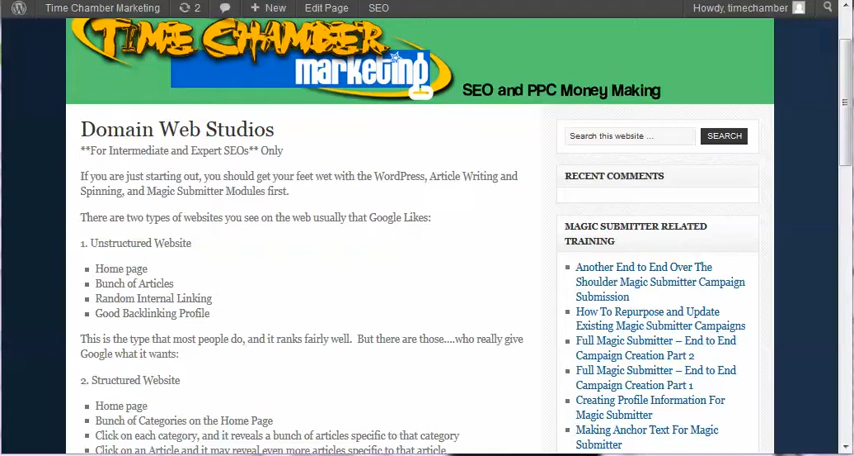 Time Chamber Marketing 2 New Edit Page SEO Howdy, timechamber
TIME CHAMBER
marketing
SEO and PPC Money Making
Domain Web Studios
**For Intermediate and Expert SEOs** Only
If you are just starting out, you should get your feet wet with the WordPress, Article Writing and
Spinning, and Magic Submitter Modules first.
There are two types of websites you see on the web usually that Google Likes:
1. Unstructured Website
Home page
Bunch of Articles
Random Internal Linking
Good Backlinking Profile
This is the type that most people do, and it ranks fairly well. But there are those....who really give
Google what it wants:
2. Structured Website
Home page
Bunch of Categories on the Home Page
Click on each category, and it reveals a bunch of articles specific to that category
Click on an Article and it may reveal even more articles specific to that article
Search this website ... SEARCH
RECENT COMMENTS
MAGIC SUBMITTER RELATED
TRAINING
Another End to End Over The
Shoulder Magic Submitter Campaign
Submission
How To Repurpose and Update
Existing Magic Submitter Campaigns
Full Magic Submitter – End to End
Campaign Creation Part 2
Full Magic Submitter – End to End
Campaign Creation Part 1
Creating Profile Information For
Magic Submitter
Making Anchor Text For Magic
Submitter